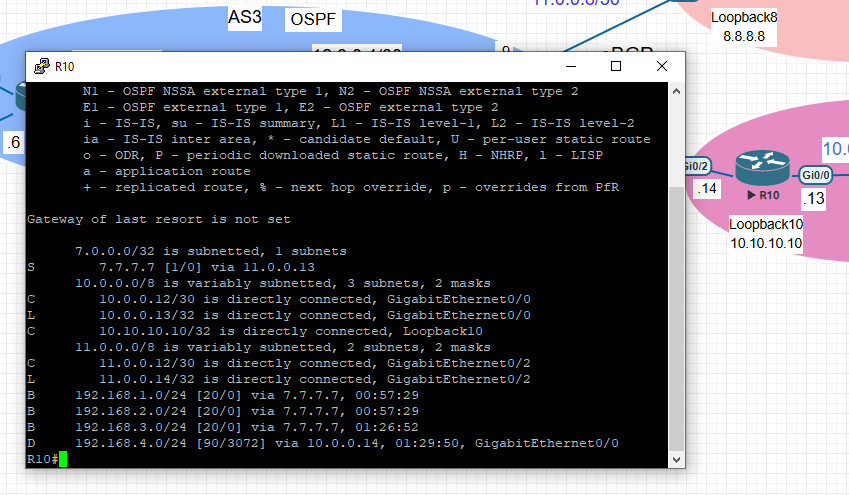 AS3
OSPF
Loopback8
8.8.8.8
R10
N1 - OSPF NSSA external type 1, N2 - OSPF NSSA external type 2
E1 - OSPF external type 1, E2 - OSPF external type 2
i - IS-IS, su - IS-IS summary, L1 - IS-IS level-1, L2 - IS-IS level-2
ia - IS-IS inter area, * - candidate default, U - per-user static route
o - ODR, P - periodic downloaded static route, H - NHRP, l - LISP
a - application route
+ - replicated route, % - next hop override, p - overrides from PfR
Gateway of last resort is not set
7.0.0.0/32 is subnetted, 1 subnets
S 7.7.7.7 [1/0] via 11.0.0.13
10.0.0.0/8 is variably subnetted, 3 subnets, 2 masks
C 10.0.0.12/30 is directly connected, GigabitEthernet0/0
L 10.0.0.13/32 is directly connected, GigabitEthernet0/0
C 10.10.10.10/32 is directly connected, Loopback10
11.0.0.0/8 is variably subnetted, 2 subnets, 2 masks
C 11.0.0.12/30 is directly connected, GigabitEthernet0/2
L 11.0.0.14/32 is directly connected, GigabitEthernet0/2
B 192.168.1.0/24 [20/0] via 7.7.7.7, 00:57:29
B 192.168.2.0/24 [20/0] via 7.7.7.7, 00:57:29
B 192.168.3.0/24 [20/0] via 7.7.7.7, 01:26:52
D 192.168.4.0/24 [90/3072] via 10.0.0.14, 01:29:50, GigabitEthernet0/0
R10#
.6
Gi0/2
.14
R10
Gi0/0
.13
10.0
Loopback10
10.10.10.10